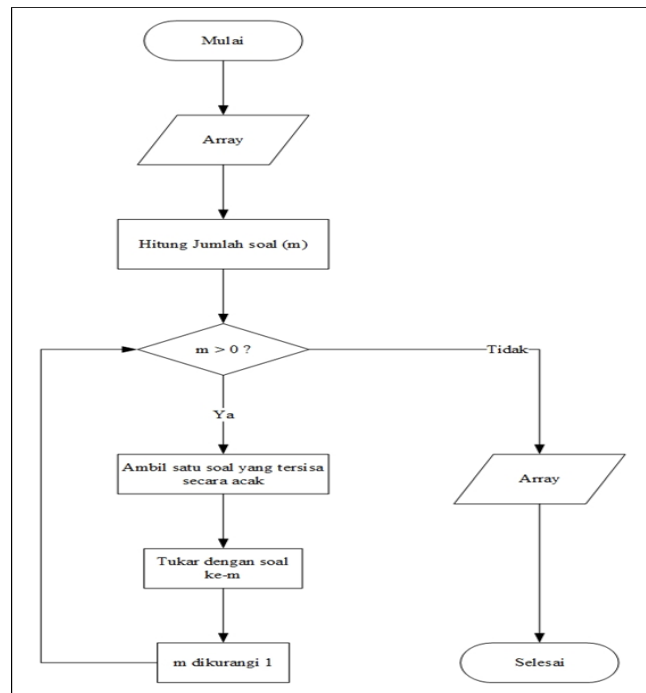 Mulai
Array
Hitung Jumlah soal (m)
m > 0 ?
Tidak
Ya
Ambil satu soal yang tersisa
secara acak
Array
Tukar dengan soal
ke-m
m dikurangi 1
Selesai